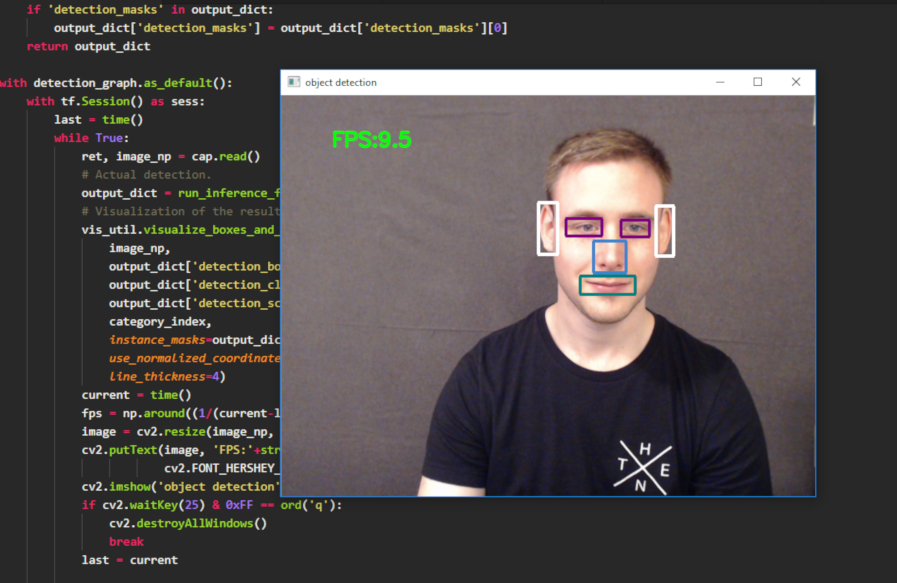 if 'detection_masks' in output_dict:
output_dict['detection_masks'] = output_dict['detection_masks'][0]
return output_dict
with detection_graph.as_default():
with tf.Session() as sess:
last = time()
while True:
ret, image_np = cap.read()
# Actual detection.
output_dict = run_inference_f
# Visualization of the result
vis_util.visualize_boxes_and_
image_np,
output_dict['detection_bo
output_dict['detection_cl
output_dict['detection_sc
category_index,
instance_masks=output_dic
use_normalized_coordinate
line_thickness=4)
current = time()
fps = np.around((1/(current-l
image = cv2.resize(image_np,
cv2.putText(image, 'FPS:'+str
cv2.FONT_HERSHEY_
cv2.imshow('object detection'
if cv2.waitKey(25) & 0xFF == ord('q'):
cv2.destroyAllWindows()
break
last = current
object detection
FPS:9.5
H
T E
N